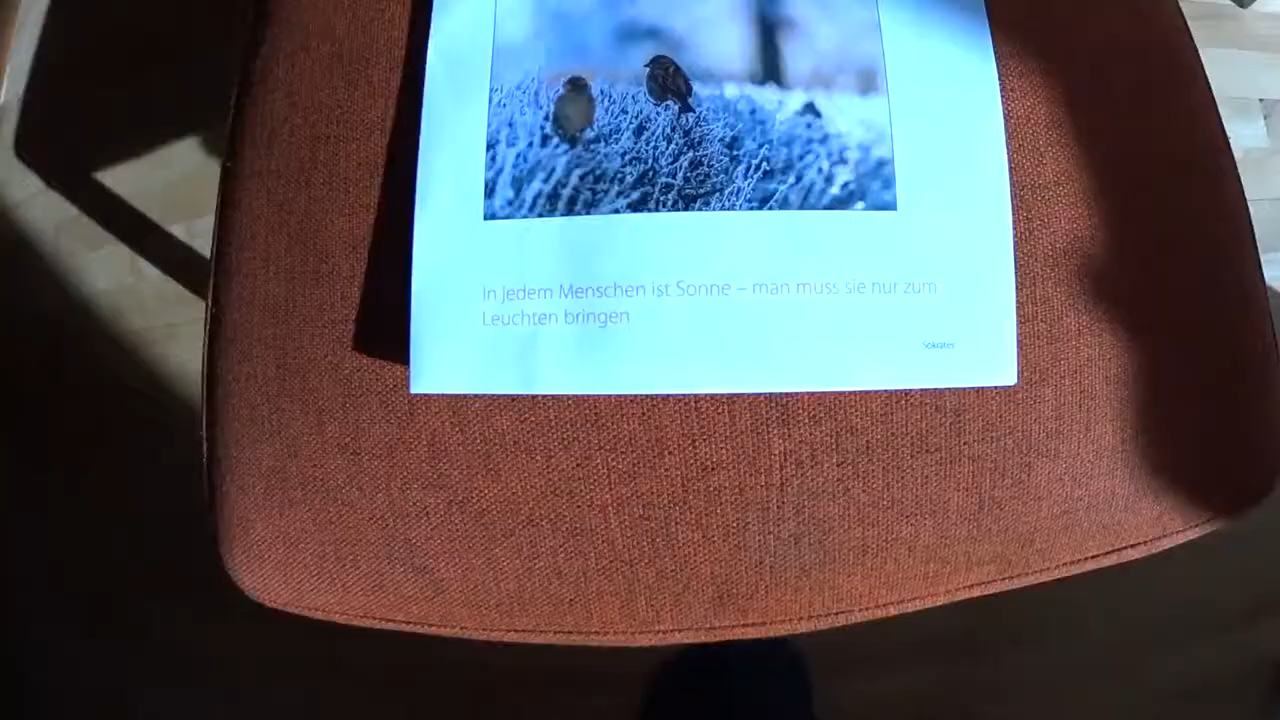 In jedem Menschen ist Sonne – man muss sie nur zum
Leuchten bringen
Sokrates